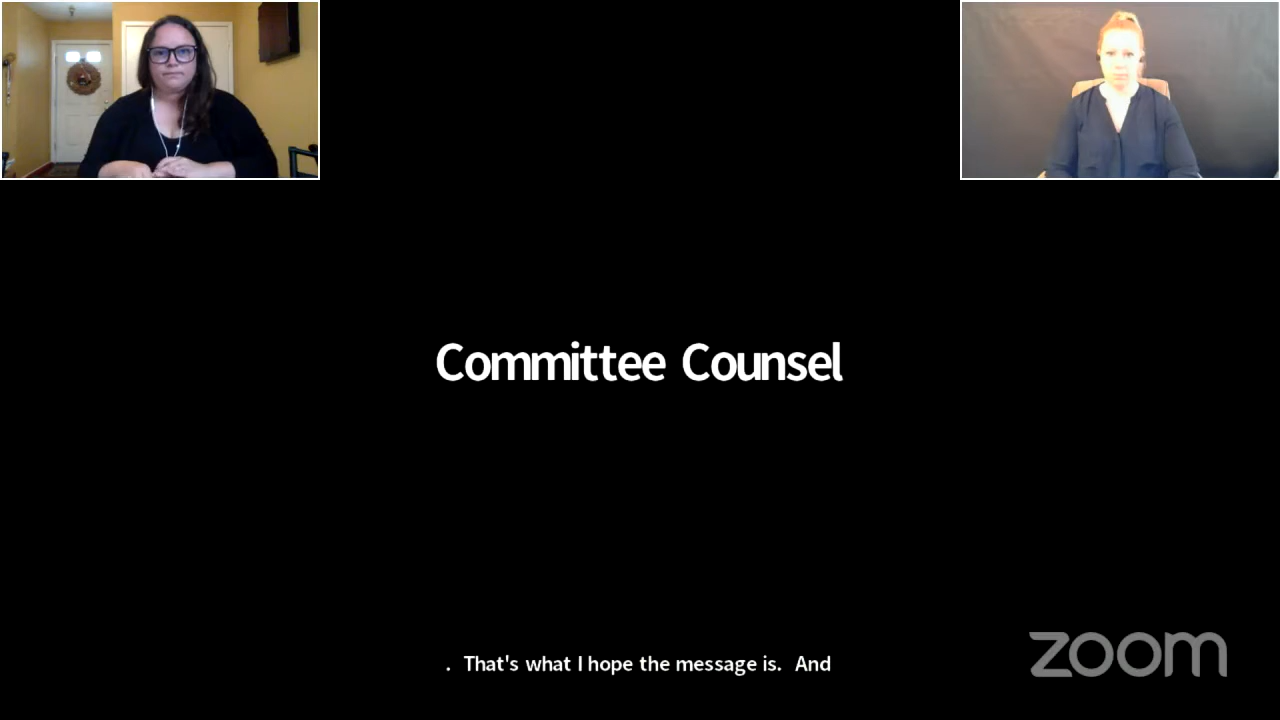 Committee Counsel
. That's what I hope the message is. And
zoom